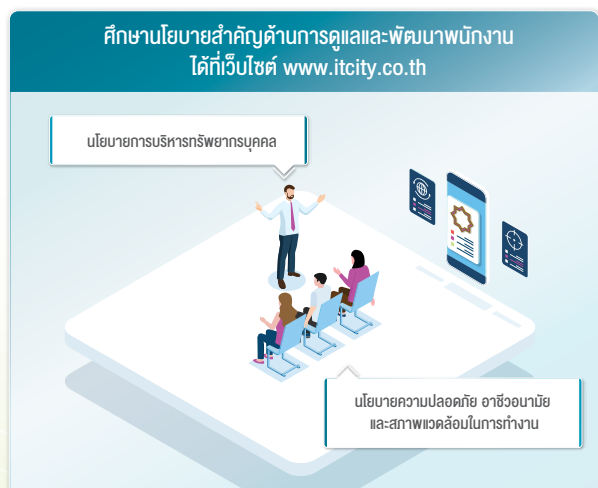 ศึกษานโยบายสำคัญด้านการดูแลและพัฒนาพนักงาน
ได้ที่เว็บไซต์ www.itcity.co.th
นโยบายการบริหารทรัพยากรบุคคล
นโยบายความปลอดภัย อาชีวอนามัย
และสภาพแวดล้อมในการทำงาน